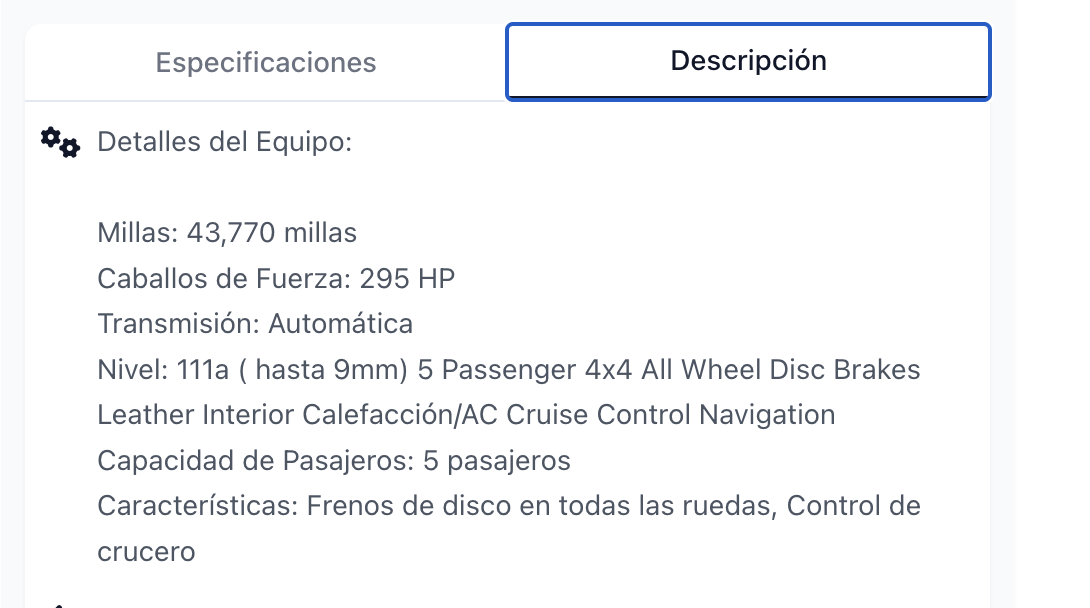 Especificaciones
Descripción
Detalles del Equipo:
Millas: 43,770 millas
Caballos de Fuerza: 295 HP
Transmisión: Automática
Nivel: 111a ( hasta 9mm) 5 Passenger 4x4 All Wheel Disc Brakes
Leather Interior Calefacción/AC Cruise Control Navigation
Capacidad de Pasajeros: 5 pasajeros
Características: Frenos de disco en todas las ruedas, Control de
crucero